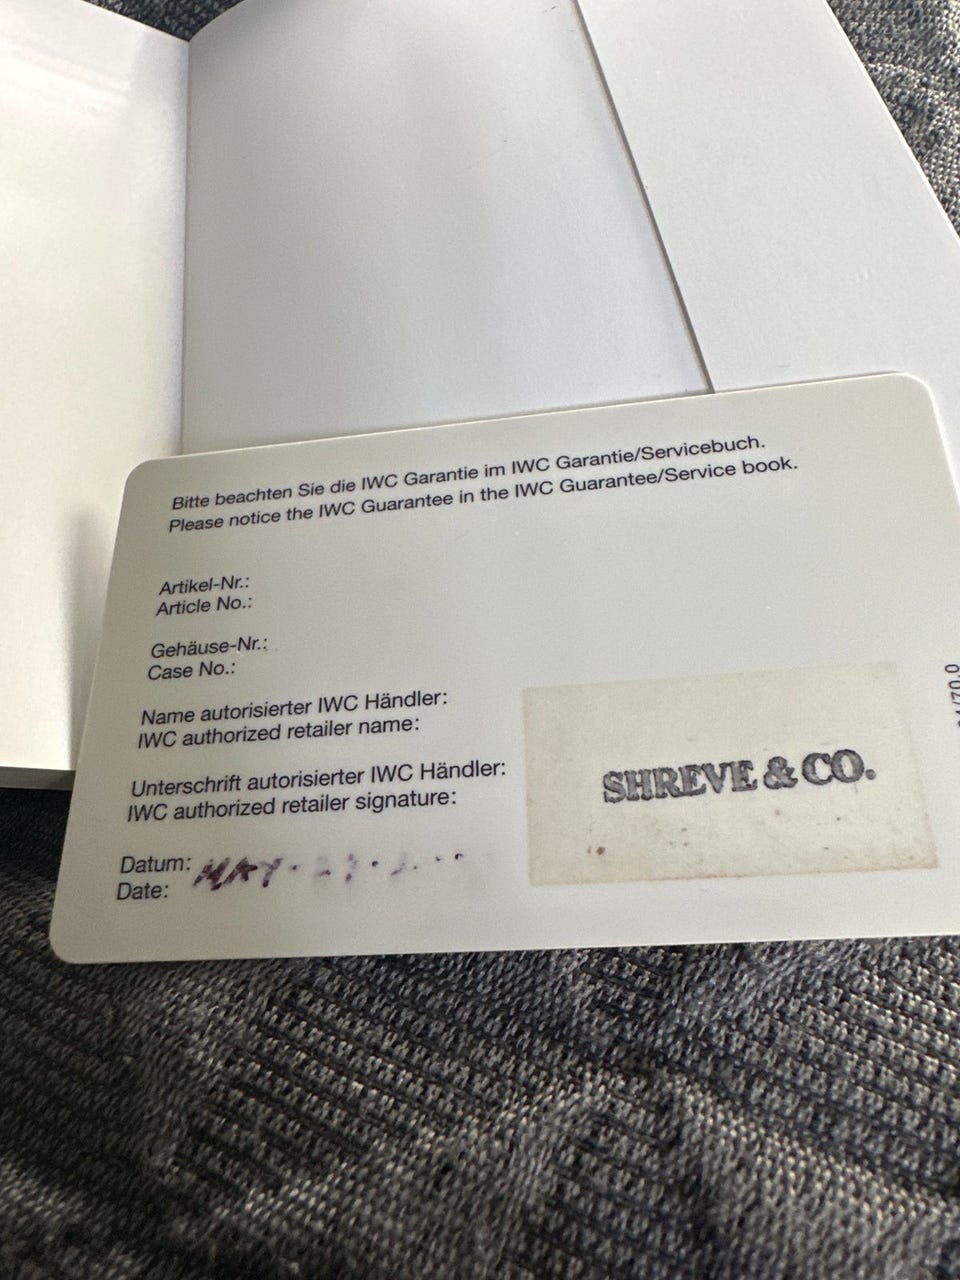 Bitte beachten Sie die IWC Garantie im IWC Garantie/Servicebuch.
Please notice the IWC Guarantee in the IWC Guarantee/Service book.
Artikel-Nr.:
Article No.:
Gehäuse-Nr.:
Case No.:
Name autorisierter IWC Händler:
IWC authorized retailer name:
Unterschrift autorisierter IWC Händler:
IWC authorized retailer signature:
SHREVE & CO.
Datum: MAY
Date: